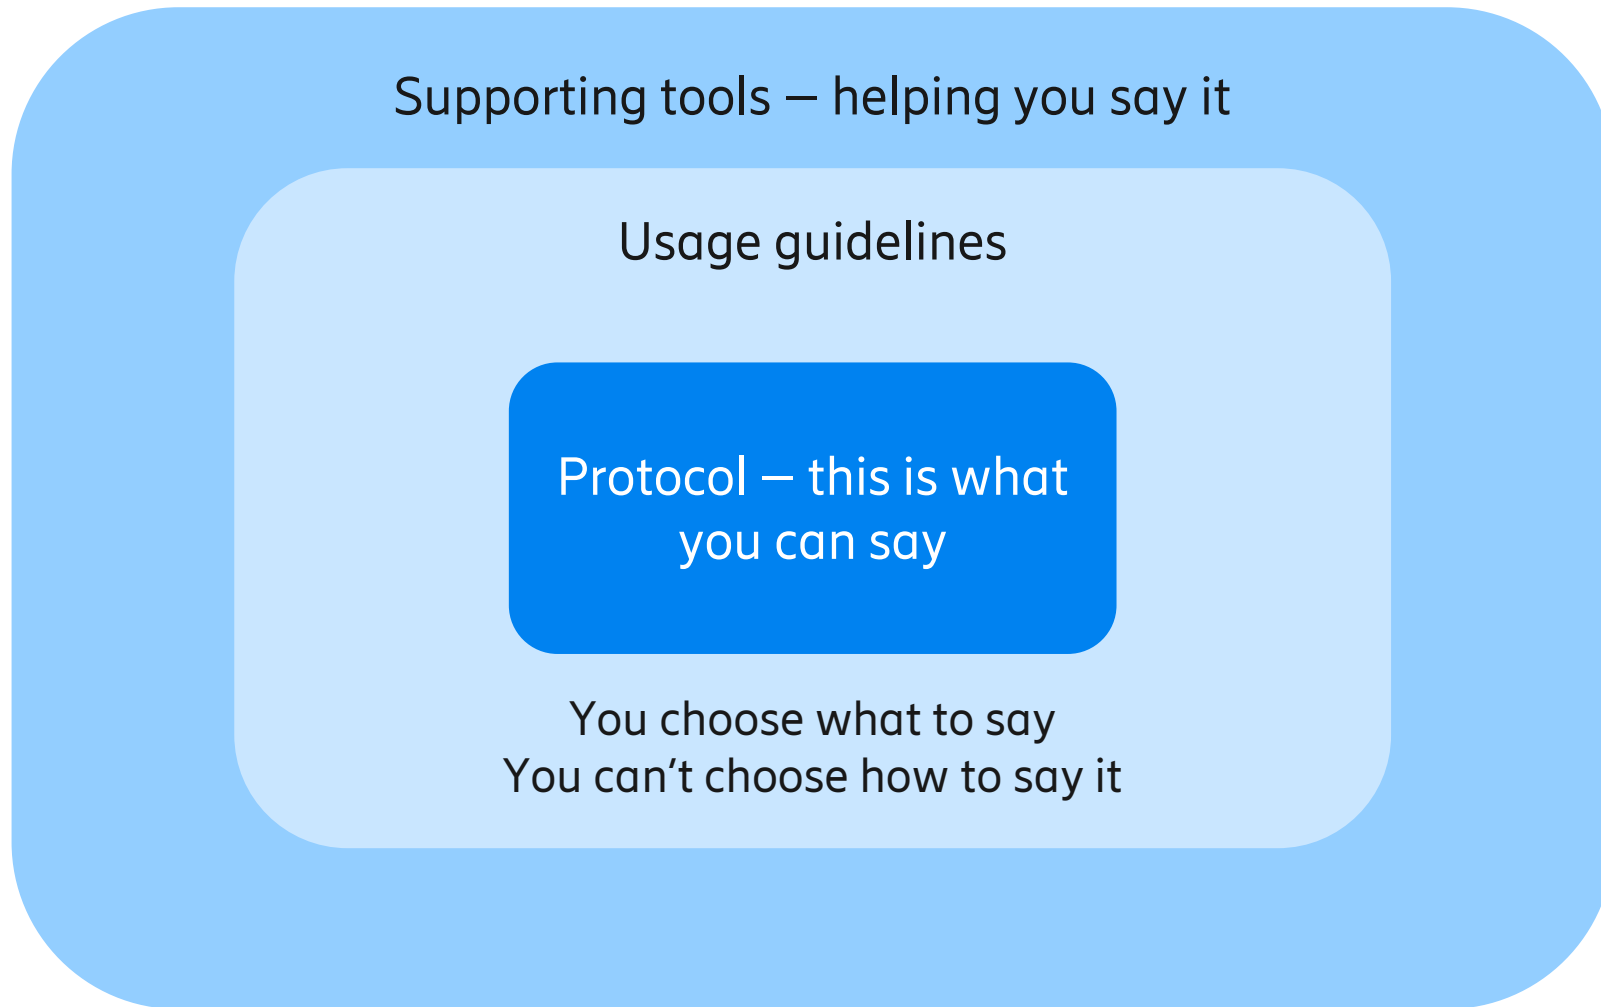 Supporting tools – helping you say it
Usage guidelines
Protocol – this is what
you can say
You choose what to say
You can’t choose how to say it